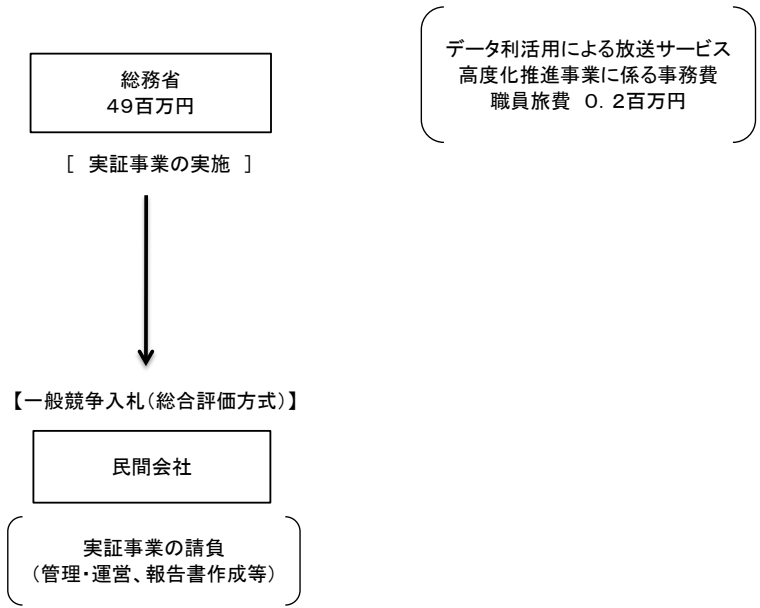 総務省
49百万円
[ 実証事業の実施 ]
データ利活用による放送サービス
高度化推進事業に係る事務費
職員旅費 0．2百万円
【一般競争入札（総合評価方式）】
民間会社
実証事業の請負
（管理・運営、報告書作成等）